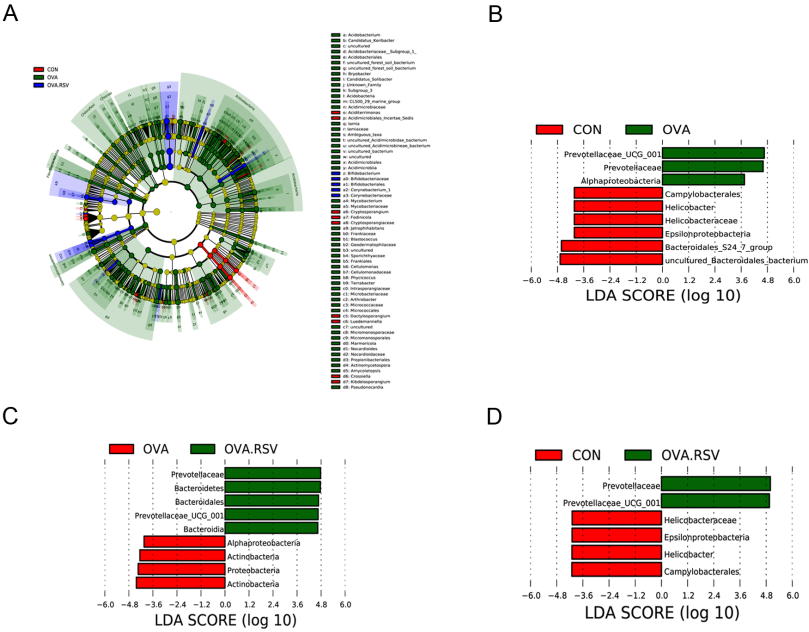 A
CON
OVA
OVA.RSV
a: Acidobacterium
b: Candidatus_Koribacter
c: uncultured
d: Acidobacteriaceae__Subgroup_1_
e: Acidobacteriales
f: uncultured_forest_soil_bacterium
g: uncultured_forest_soil_bacterium
h: Bryobacter
i: Candidatus_Solibacter
j: Unknown_Family
k: Subgroup_3
l: Acidobacteria
m: CL500_29_marine_group
n: Acidimicrobiaceae
o: Aciditerrimonas
p: Acidimicrobiales_Incertae_Sedis
q: Iamia
r: Iamiaceae
s: Ambiguous_taxa
t: uncultured_Acidimicrobidae_bacterium
u: uncultured_Acidimicrobineae_bacterium
v: uncultured_bacterium
w: uncultured
x: Acidimicrobiales
y: Acidimicrobiia
z: Bifidobacterium
a0: Bifidobacteriaceae
a1: Bifidobacteriales
a2: Corynebacterium_1
a3: Corynebacteriaceae
a4: Mycobacterium
a5: Mycobacteriaceae
a6: Cryptosporangium
a7: Fodinicola
a8: Cryptosporangiaceae
a9: Jatrophihabitans
b0: Frankiaceae
b1: Blastococcus
b2: Geodermatophilaceae
b3: uncultured
b4: Sporichthyaceae
b5: Frankiales
b6: Cellulomonas
b7: Cellulomonadaceae
b8: Phycicoccus
b9: Terrabacter
c0: Intrasporangiaceae
c1: Microbacteriaceae
c2: Arthrobacter
c3: Micrococcaceae
c4: Micrococcales
c5: Dactylosporangium
c6: Luedemannella
c7: uncultured
c8: Micromonosporaceae
c9: Micromonosporales
d0: Marmoricola
d1: Nocardioides
d2: Nocardioidaceae
d3: Propionibacteriales
d4: Actinomycetospora
d5: Amycolatopsis
d6: Crossiella
d7: Kibdelosporangium
d8: Pseudonocardia
B
CON OVA
Prevotellaceae_UCG_001
Prevotellaceae
Alphaproteobacteria
Campylobacterales
Helicobacter
Helicobacteraceae
Epsilonproteobacteria
Bacteroidales_S24_7_group
uncultured_Bacteroidales_bacterium
−6.0 −4.8 −3.6 −2.4 −1.2 0.0 1.2 2.4 3.6 4.8 6.0
LDA SCORE (log 10)
C
OVA OVA.RSV
Prevotellaceae
Bacteroidetes
Bacteroidales
Prevotellaceae_UCG_001
Bacteroidia
Alphaproteobacteria
Actinobacteria
Proteobacteria
Actinobacteria
−6.0 −4.8 −3.6 −2.4 −1.2 0.0 1.2 2.4 3.6 4.8 6.0
LDA SCORE (log 10)
D
CON OVA.RSV
Prevotellaceae
Prevotellaceae_UCG_001
Helicobacteraceae
Epsilonproteobacteria
Helicobacter
Campylobacterales
−6.0 −4.8 −3.6 −2.4 −1.2 0.0 1.2 2.4 3.6 4.8 6.0
LDA SCORE (log 10)